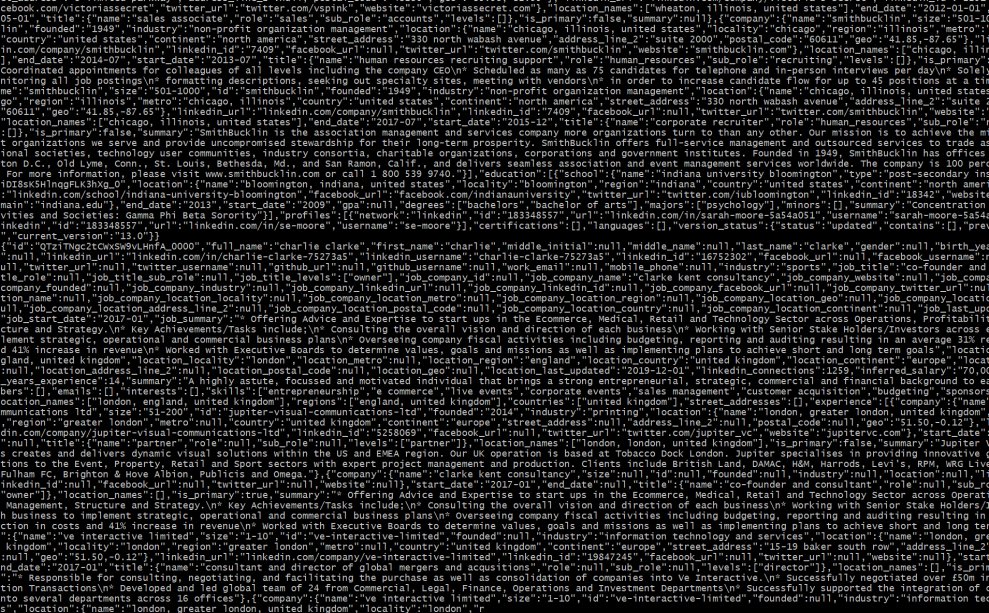 ebook.com/victoriassecret","twitter_url":"twitter.com/vspink","website":"victoriassecret.com"},"location_names":["wheaton, illinois, united states"],"end_date":"2012-01-01"
05-01","title":{"name":"sales associate","role":"sales","sub_role":"accounts","levels":[]},"is_primary":false,"summary":null},{"company":{"name":"smithbucklin","size":"501-10
lin","founded":"1949","industry":"non-profit organization management","location":{"name":"chicago, illinois, united states","locality":"chicago","region":"illinois","metro":
"country":"united states","continent":"north america","street_address":"330 north wabash avenue","address_line_2":"suite 2000","postal_code":"60611","geo":"41.85,-87.65"},"l
in.com/company/smithbucklin","linkedin_id":"7409","facebook_url":null,"twitter_url":"twitter.com/smithbucklin","website":"smithbucklin.com"},"location_names":["chicago, illin
],"end_date":"2014-07","start_date":"2013-07","title":{"name":"human resources recruiting support","role":"human_resources","sub_role":"recruiting","levels":[]},"is_primary":
Coordinated appointments for colleagues of all levels including the company CEO\n* Scheduled as many as 75 candidates for telephone and in-person interviews per day\n* Solel
nitoring all job postings\n* formatting descriptions, seeking out specialty sites, meeting with vendors\n* in order to increase candidate flow for up to 45 positions at a tim
me":"smithbucklin","size":"501-1000","id":"smithbucklin","founded":"1949","industry":"non-profit organization management","location":{"name":"chicago, illinois, united states
go","region":"illinois","metro":"chicago, illinois","country":"united states","continent":"north america","street_address":"330 north wabash avenue","address_line_2":"suite 2
"60611","geo":"41.85,-87.65"},"linkedin_url":"linkedin.com/company/smithbucklin","linkedin_id":"7409","facebook_url":null,"twitter_url":"twitter.com/smithbucklin","website":"
"location_names":["chicago, illinois, united states"],"end_date":"2017-07","start_date":"2015-12","title":{"name":"corporate recruiter","role":"human_resources","sub_role":"r
:[]},"is_primary":false,"summary":"SmithBucklin is the association management and services company more organizations turn to than any other. Our mission is to achieve the mi
t organizations we serve and provide uncompromised stewardship for their long-term prosperity. SmithBucklin offers full-service management and outsourced services to trade as
ional societies, technology user communities, industry consortia, charitable organizations, corporations and government institutes. Founded in 1949, SmithBucklin has offices
ton D.C., Old Lyme, Conn., St. Louis, Bethesda, Md., and San Ramon, Calif., and delivers seamless association and event management services worldwide. The company is 100 perc
 For more information, please visit www.smithbucklin.com or call 1 800 539 9740."}],"education":[{"school":{"name":"indiana university bloomington","type":"post-secondary ins
"location":{"name":"bloomington, indiana, united states","locality":"bloomington","region":"indiana","country":"united states","continent":"north ame
:"linkedin.com/school/indiana-university-bloomington","facebook_url":"facebook.com/indianauniversity","twitter_url":"twitter.com/iubloomington","linkedin_id":"18342","website
n":"indiana.edu"},"end_date":"2013","start_date":"2009","gpa":null,"degrees":["bachelors","bachelor of arts"],"majors":["psychology"],"minors":[],"summary":"Concentration
vities and Societies: Gamma Phi Beta Sorority"}],"profiles":[{"network":"linkedin","id":"183348557","url":"linkedin.com/in/sarah-moore-5a54a051","username":"sarah-moore-5a54a
linkedin","id":"183348557","url":"linkedin.com/in/se-moore","username":"se-moore"}],"certifications":[],"languages":[],"version_status":{"status":"updated","contains":[],"prev
","current_version":"13.0"}}
{"id":"QTziTNgc2tCWxSW9vLHnfA_0000","full_name":"charlie clarke","first_name":"charlie","middle_initial":null,"middle_name":null,"last_name":"clarke","gender":null,"birth_yea
:null,"linkedin_url":"linkedin.com/in/charlie-clarke-75273a5","linkedin_username":"charlie-clarke-75273a5","linkedin_id":"16752302","facebook_url":null,"facebook_username":nu
ll,"twitter_url":null,"twitter_username":null,"github_url":null,"github_username":null,"work_email":null,"mobile_phone":null,"industry":"sports","job_title":"co-founder and
b_title_role":null,"job_title_sub_role":null,"job_title_levels":["owner"],"job_company_id":null,"job_company_name":"clarke kent consultancy","job_company_website":null,"job_c
ompany_founded":null,"job_company_industry":null,"job_company_linkedin_url":null,"job_company_linkedin_id":null,"job_company_facebook_url":null,"job_company_twitter_url":null
ll,"job_company_location_locality":null,"job_company_location_metro":null,"job_company_location_region":null,"job_company_location_geo":null,"job_company_location_
on_address_line_2":null,"job_company_location_postal_code":null,"job_company_location_country":null,"job_company_location_continent":nul
,"job_start_date":"2017-01","job_summary":"* Offering Advice and Expertise to start ups in the Ecommerce, Medical, Retail and Technology Sector across Operations, Profitabili
cture and Strategy.\n* Key Achievements/Tasks include;\n* Consulting the overall vision and direction of each business\n* Working with Senior Stake Holders/Investors across e
lement strategic, operational and commercial business plans\n* Overseeing company fiscal activities including budgeting, reporting and auditing resulting in an average 31% re
d 41% increase in revenue\n* Worked with Executive Boards to determine values, goals and missions as well as implementing plans to achieve short and long term goals","locatio
gland, united kingdom","location_locality":"london","location_metro":null,"location_region":"england","location_country":"united kingdom","location_continent":"europe","locat
null,"location_postal_code":null,"location_geo":null,"location_last_updated":"2019-12-01","linkedin_connections":1259,"inferred_salary":"70,00
_years_experience":14,"summary":"A highly astute, focussed and motivated individual that brings a strong entrepreneurial, strategic, commercial and financial background to ea
bers":[],"emails":[],"interests":[],"skills":["entrepreneurship","e commerce","live events","corporate events","sales management","customer acquisition","budgeting","sponsors
location_names":["london, england, united kingdom"],"regions":["england, united kingdom"],"countries":["united kingdom"],"street_addresses":[],"experience":[{"company":{"name
mmunications ltd","size":"51-200","id":"jupiter-visual-communications-ltd","founded":"2014","industry":"printing","location":{"name":"london, greater london, united kingdom",
,"region":"greater london","metro":null,"country":"united kingdom","continent":"europe","street_address":null,"address_line_2":null,"postal_code":null,"geo":"51.50,-0.12"},"l
din.com/company/jupiter-visual-communications-ltd","linkedin_id":"5258069","facebook_url":null,"twitter_url":"twitter.com/jupiter_vc","website":"jupitervc.com"},"start_date":
null,"title":{"name":"partner","role":null,"sub_role":null,"levels":["partner"]},"location_names":["london, london, united kingdom"],"is_primary":false,"summary":"Jupiter V
s creates and delivers dynamic visual solutions within the US and EMEA region. Our UK operation is based at Tobacco Dock London. Jupiter specialises in providing innovative g
tions to the Event, Property, Retail and Sport sectors with expert project management and production. Clients include British Land, DAMAC, H&M, Harrods, Levi's, RPM, WRG Live
Fulham FC, Brighton & Hove Albion, Publicis and Omega."},{"company":{"name":"clarke kent consultancy","size":null,"id":null,"founded":null,"industry":null,"location":null,"li
inkedin_id":null,"facebook_url":null,"twitter_url":null,"website":null},"start_date":"2017-01","end_date":null,"title":{"name":"co-founder and consultant","role":null,"sub_ro
"owner"]},"location_names":[],"is_primary":true,"summary":"* Offering Advice and Expertise to start ups in the Ecommerce, Medical, Retail and Technology Sector across Operati
 Management, Structure and Strategy.\n* Key Achievements/Tasks include;\n* Consulting the overall vision and direction of each business\n* Working with Senior Stake Holders/In
h business to implement strategic, operational and commercial business plans\n* Overseeing company fiscal activities including budgeting, reporting and auditing resulting in
ction in costs and 41% increase in revenue\n* Worked with Executive Boards to determine values, goals and missions as well as implementing plans to achieve short and long ter
:{"name":"ve interactive limited","size":"1-10","id":"ve-interactive-limited","founded":null,"industry":"information technology and services","location":{"name":"london, grea
 kingdom","locality":"london","region":"greater london","metro":null,"country":"united kingdom","continent":"europe","street_address":"15-19 baker south row","address_line_2"
:null,"geo":"51.50,-0.12"},"linkedin_url":"linkedin.com/company/ve-interactive-limited","linkedin_id":"19847245","facebook_url":null,"twitter_url":null,"website":null},"start
nd_date":"2017-01","title":{"name":"consultant and director of global mergers and acqusitions","role":null,"sub_role":null,"levels":["director"]},"location_names":[],"is_prim
":"* Responsible for consulting, negotiating, and facilitating the purchase as well as consolidation of companies into Ve Interactive.\n* Successfully negotiated over £50m in
tion Transactions\n* Developed and led global team of 24 from Commercial, Legal, Finance, Operations and Investment Departments\n* Successfully supported the integration of c
into several departments across 16 offices"},{"company":{"name":"ve interactive limited","size":"1-10","id":"ve-interactive-limited","founded":null,"industry":"information tec
s","location":{"name":"london, greater london, united kingdom","locality":"london","r